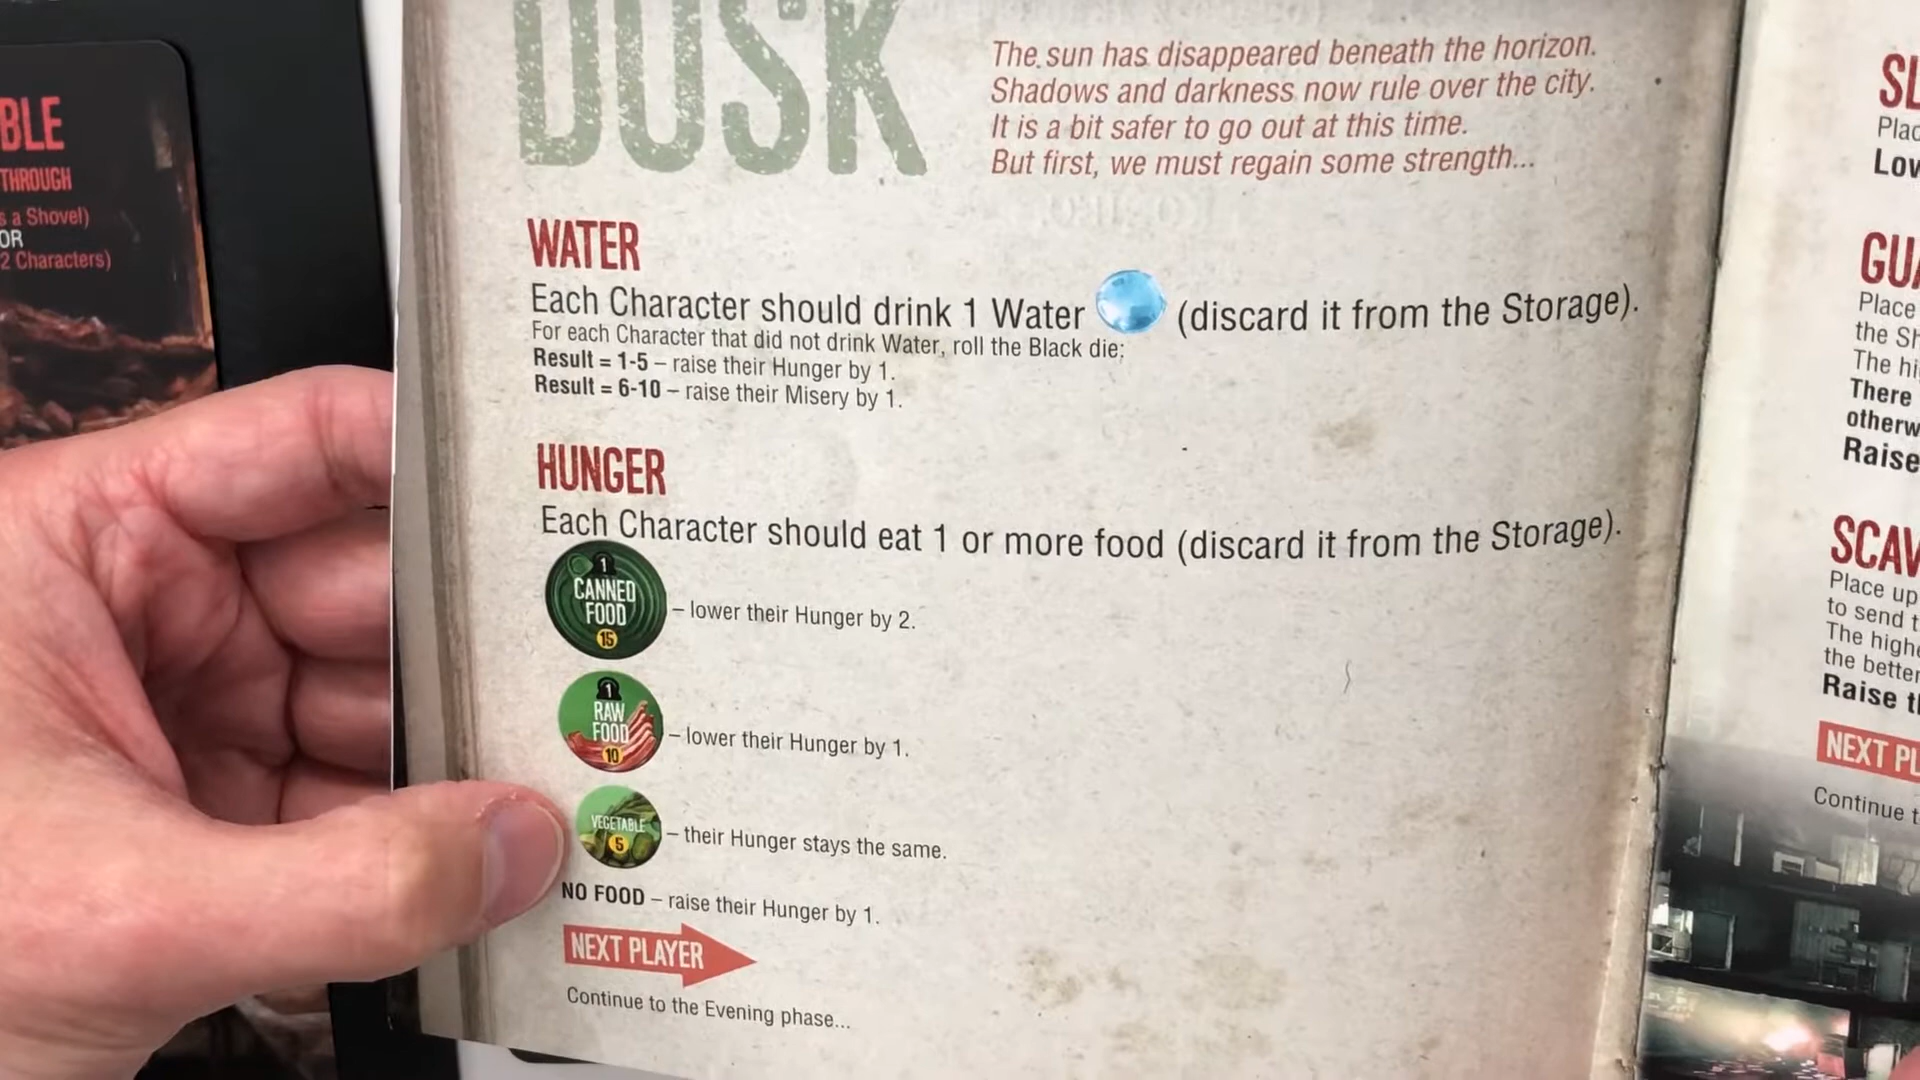 BLE
THROUGH
s a Shovel)
OR
2 Characters)
DUSK
The sun has disappeared beneath the horizon.
Shadows and darkness now rule over the city.
It is a bit safer to go out at this time.
But first, we must regain some strength...
WATER
Each Character should drink 1 Water (discard it from the Storage).
For each Character that did not drink Water, roll the Black die:
Result = 1-5 – raise their Hunger by 1.
Result = 6-10 – raise their Misery by 1.
HUNGER
Each Character should eat 1 or more food (discard it from the Storage).
1
CANNED
FOOD
15
– lower their Hunger by 2.
1
RAW
FOOD
10
– lower their Hunger by 1.
VEGETABLE
5
– their Hunger stays the same.
NO FOOD – raise their Hunger by 1.
NEXT PLAYER
Continue to the Evening phase...
SL
Plac
Low
GUA
Place
the Sh
The hi
There
otherw
Raise
SCAV
Place up
to send t
The highe
the better
Raise t
NEXT PL
Continue t